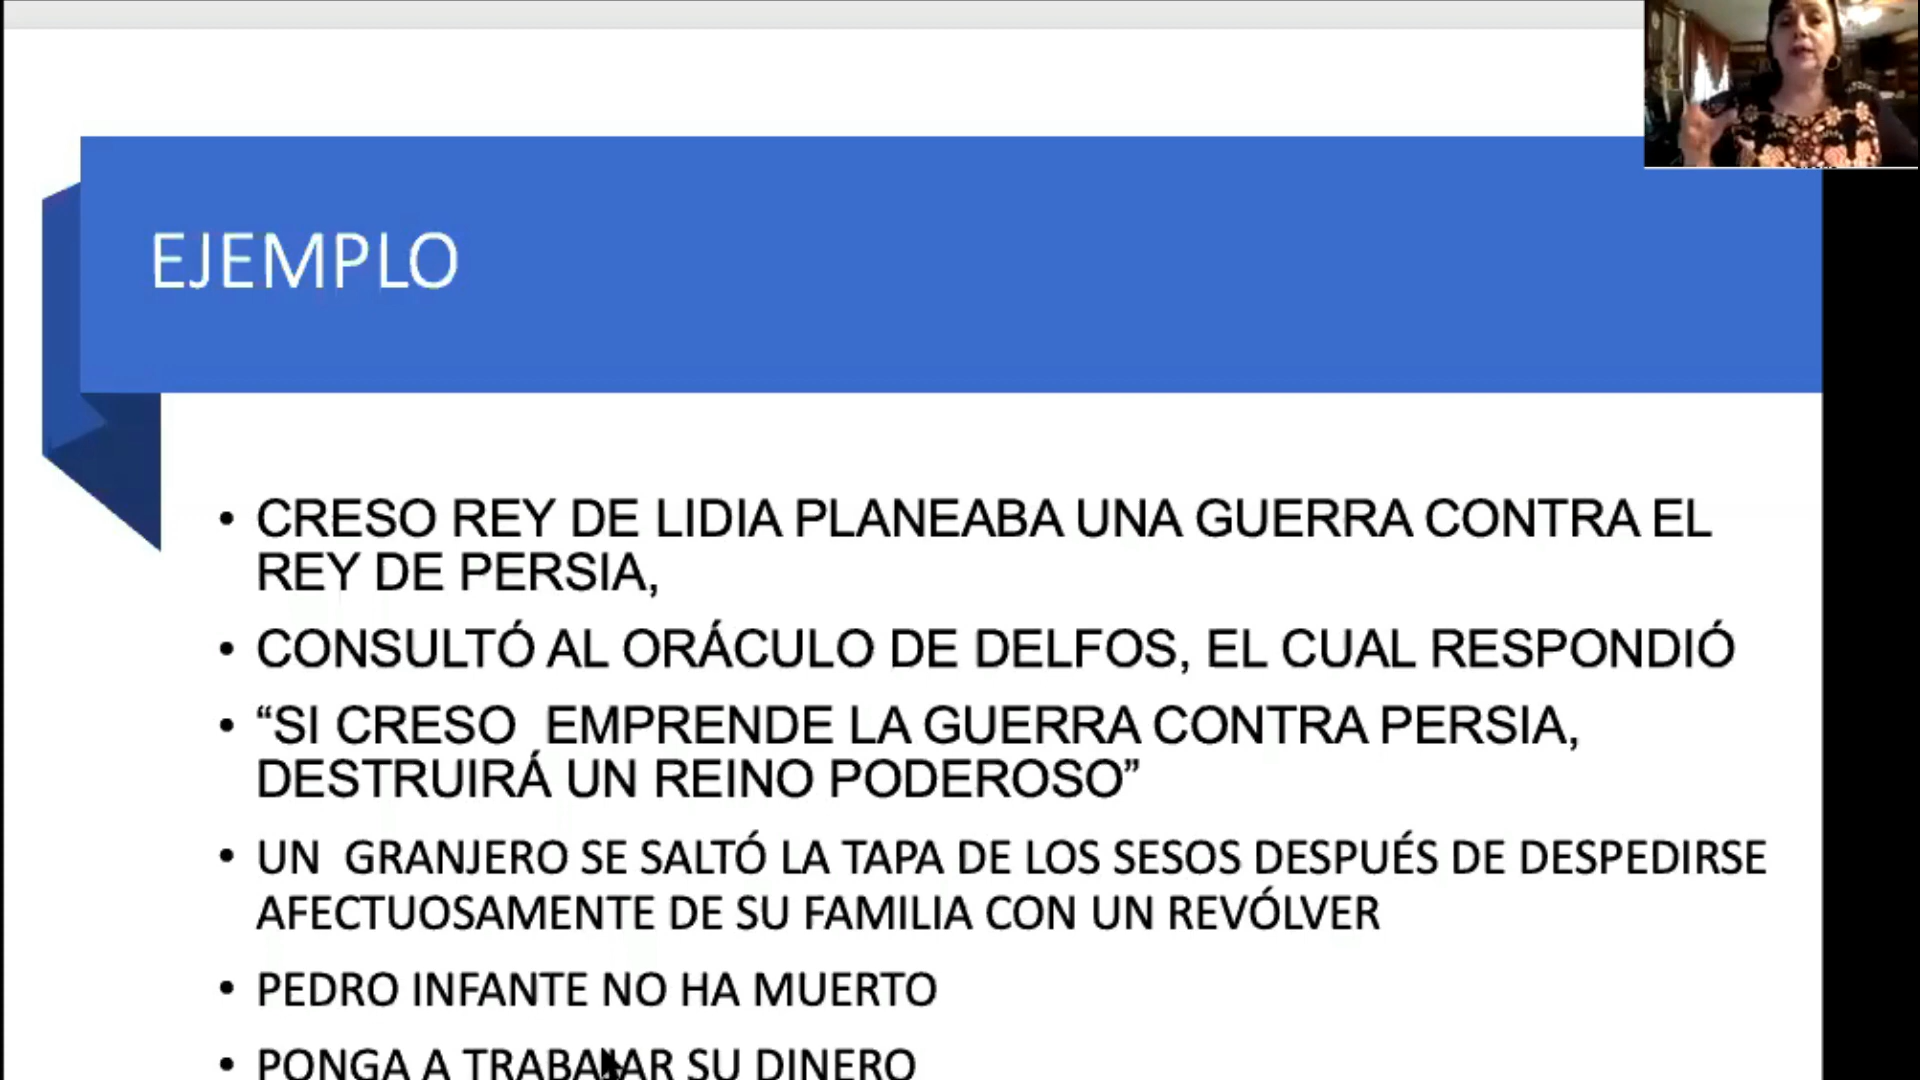 EJEMPLO
• CRESO REY DE LIDIA PLANEABA UNA GUERRA CONTRA EL
REY DE PERSIA,
• CONSULTÓ AL ORÁCULO DE DELFOS, EL CUAL RESPONDIÓ
• “SI CRESO  EMPRENDE LA GUERRA CONTRA PERSIA,
DESTRUIRÁ UN REINO PODEROSO”
• UN  GRANJERO SE SALTÓ LA TAPA DE LOS SESOS DESPUÉS DE DESPEDIRSE
AFECTUOSAMENTE DE SU FAMILIA CON UN REVÓLVER
• PEDRO INFANTE NO HA MUERTO
• PONGA A TRABAJAR SU DINERO